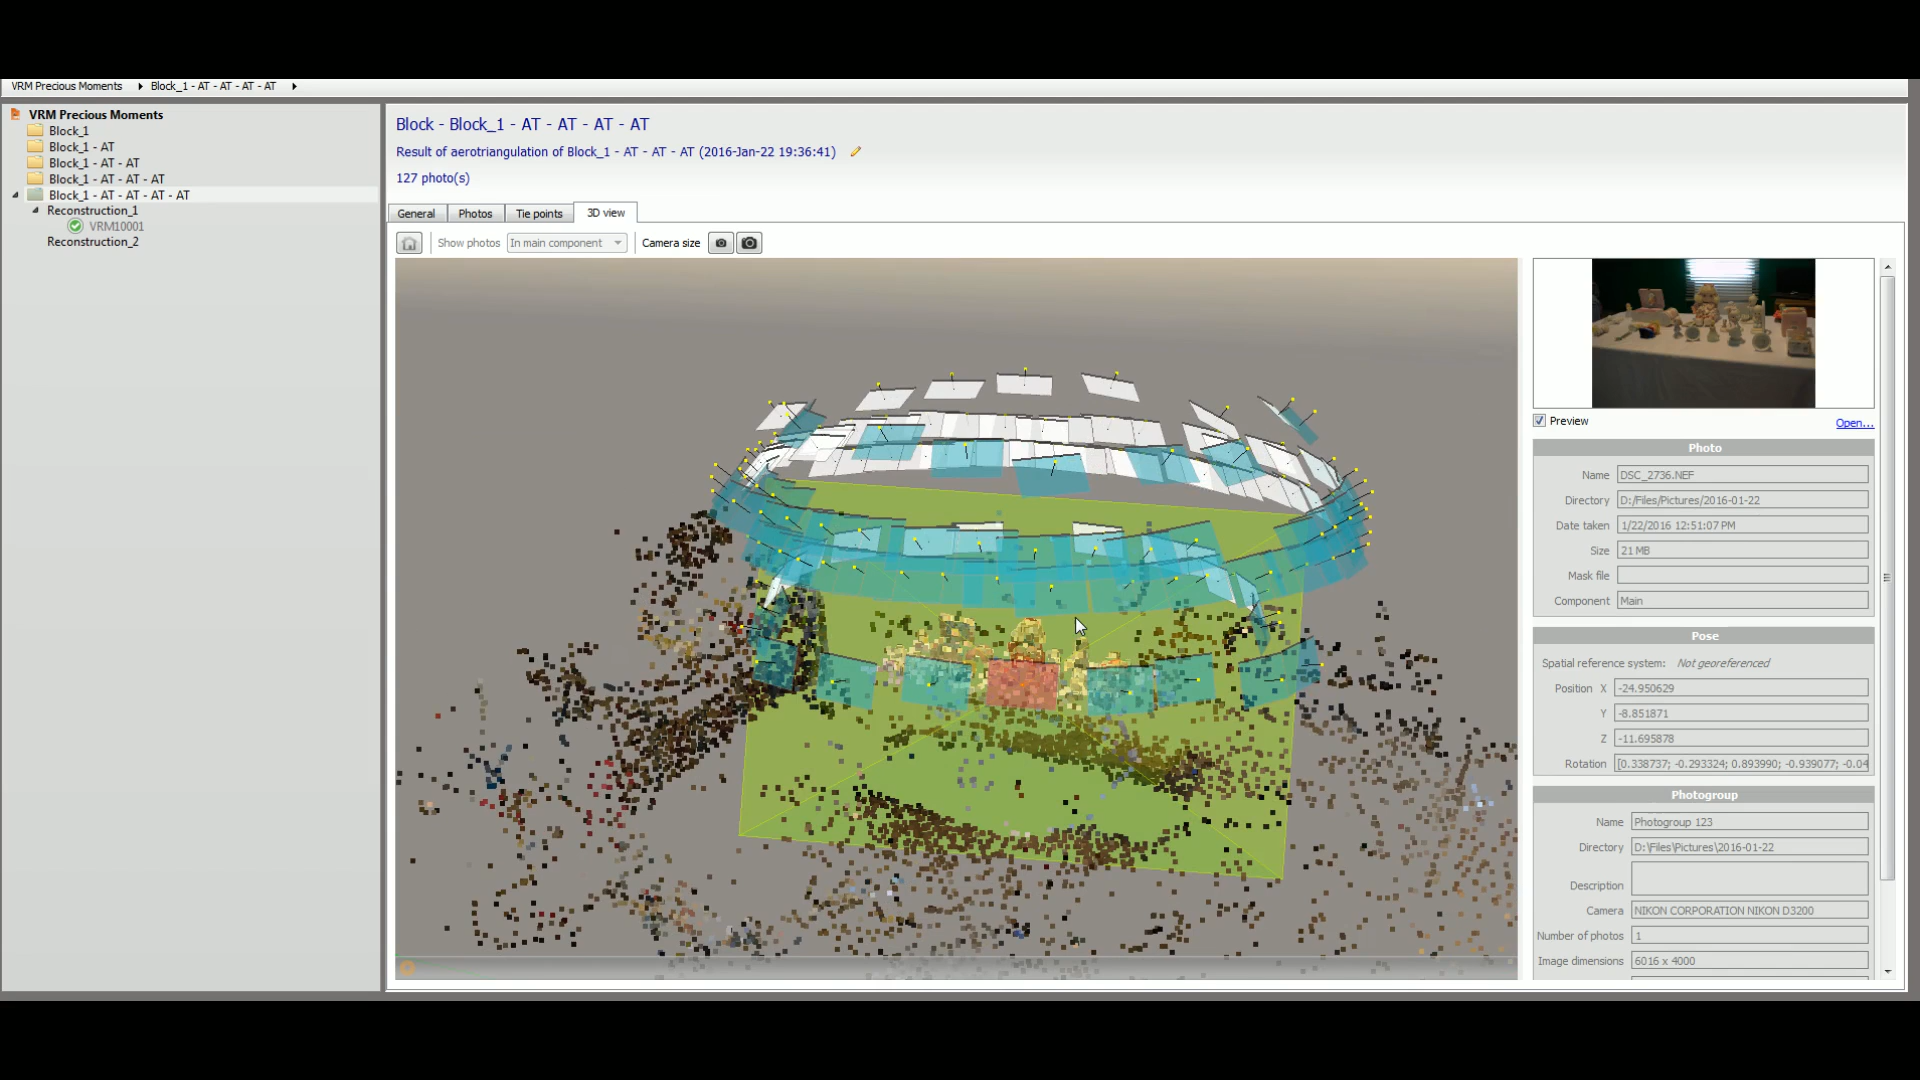 VRM Precious Moments
Block_1 - AT - AT - AT - AT
VRM Precious Moments
Block_1
Block_1 - AT
Block_1 - AT - AT
Block_1 - AT - AT - AT
Block_1 - AT - AT - AT - AT
Reconstruction_1
VRM10001
Reconstruction_2
Block - Block_1 - AT - AT - AT - AT
Result of aerotriangulation of Block_1 - AT - AT - AT (2016-Jan-22 19:36:41)
127 photo(s)
General Photos Tie points 3D view
Show photos In main component Camera size
Preview Open...
Photo
Name DSC_2736.NEF
Directory D:/Files/Pictures/2016-01-22
Date taken 1/22/2016 12:51:07 PM
Size 21 MB
Mask file
Component Main
Pose
Spatial reference system: Not georeferenced
Position X -24.950629
Y -8.851871
Z -11.695878
Rotation [0.338737; -0.293324; 0.893990; -0.939077; -0.04
Photogroup
Name Photogroup 123
Directory D:\Files\Pictures\2016-01-22
Description
Camera NIKON CORPORATION NIKON D3200
Number of photos 1
Image dimensions 6016 x 4000